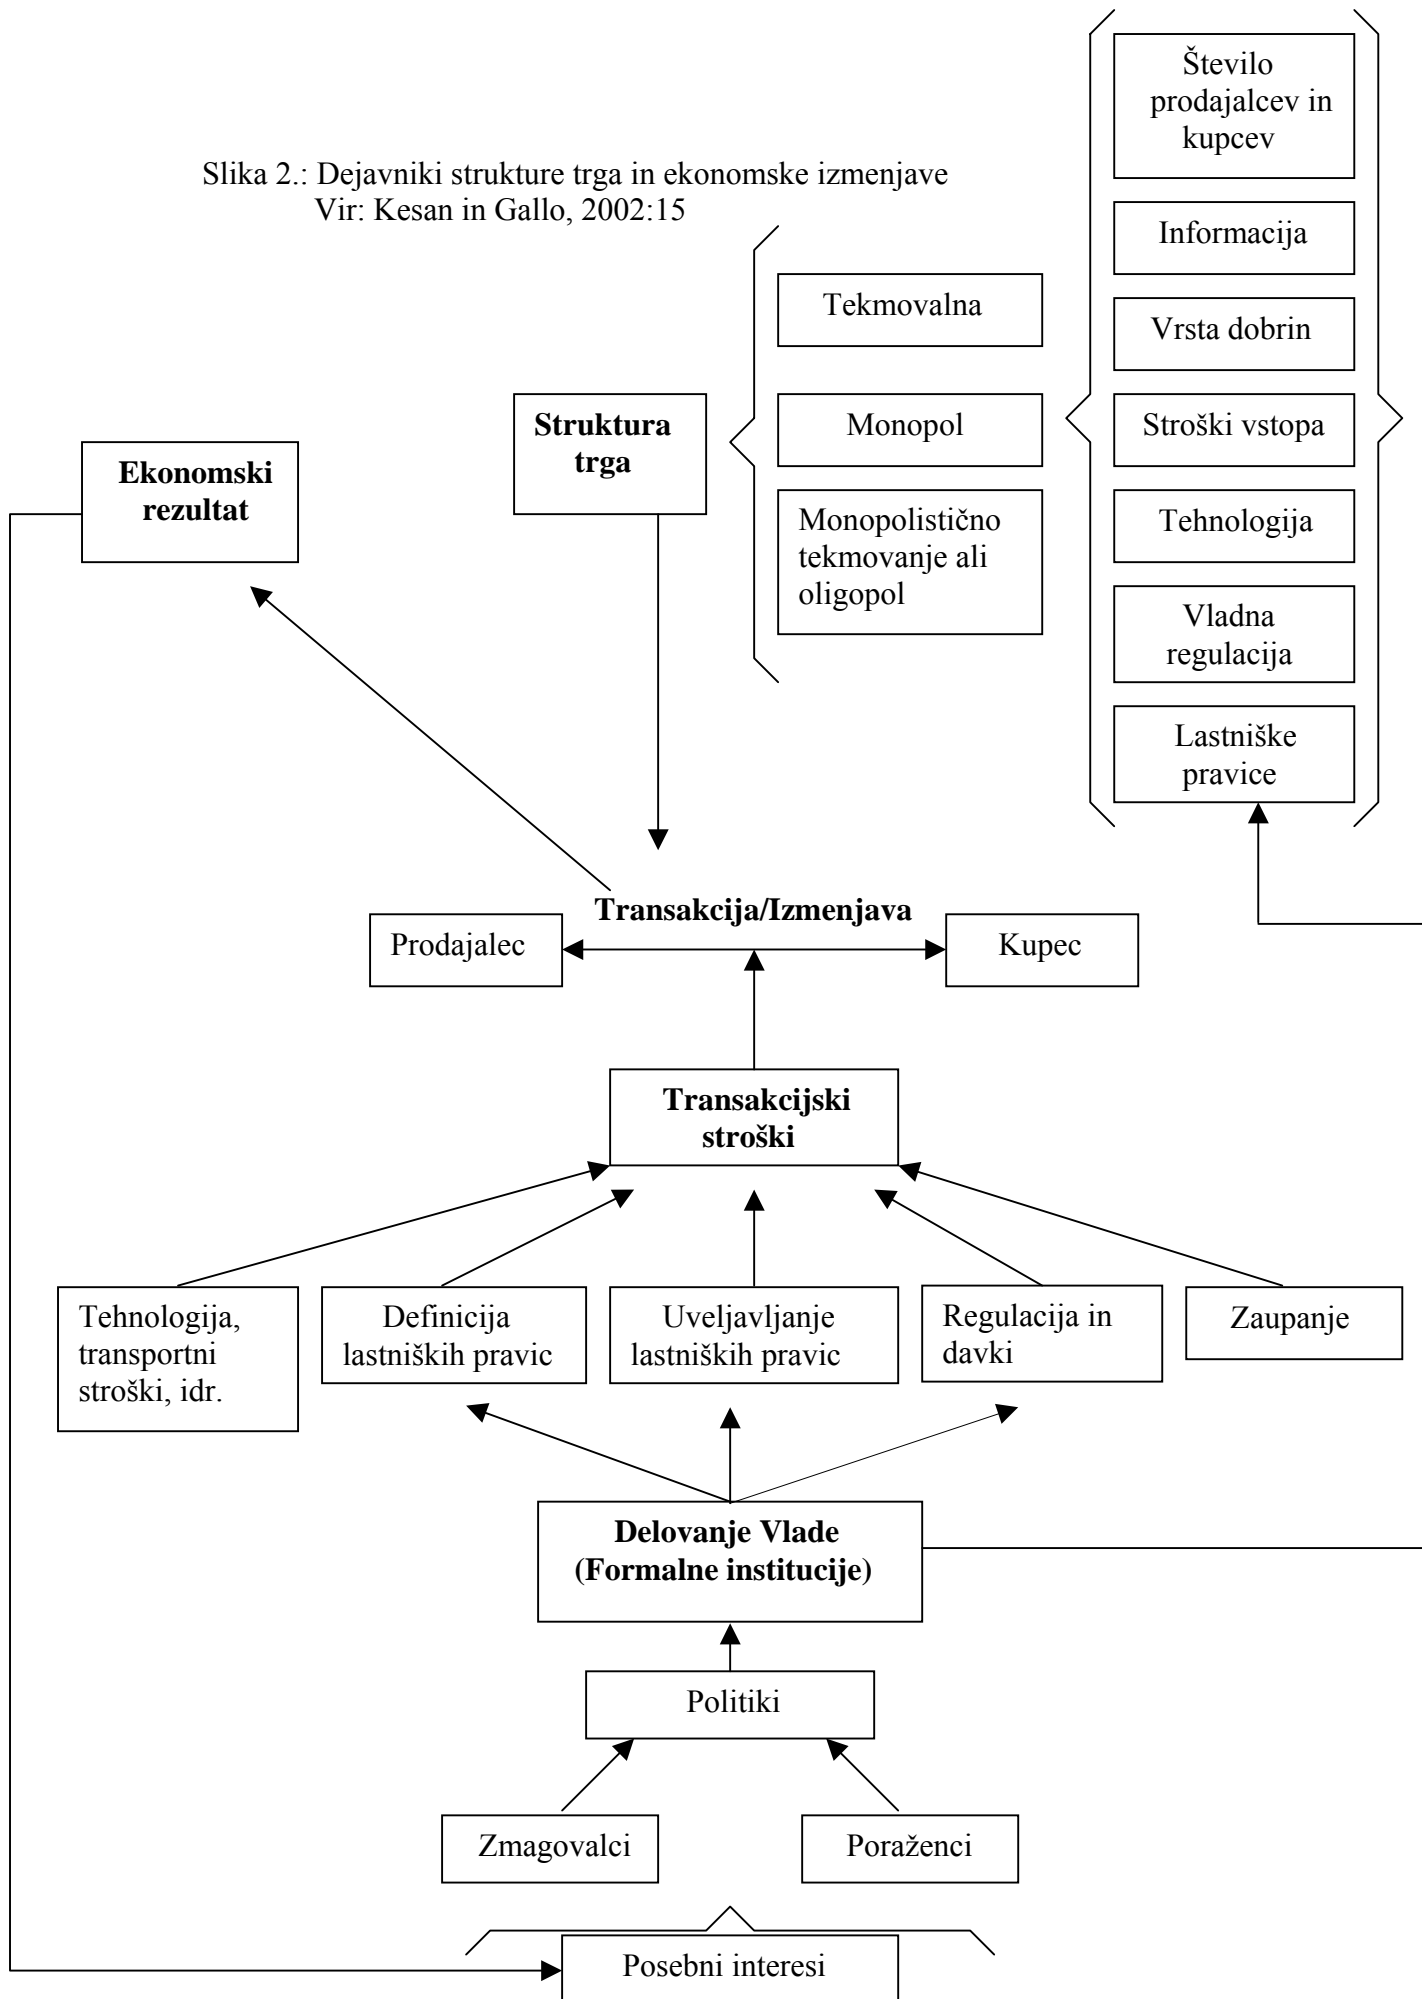 Število
prodajalcev in
kupcev
Slika 2.: Dejavniki strukture trga in ekonomske izmenjave
Vir: Kesan in Gallo, 2002:15
Informacija
Tekmovalna
Vrsta dobrin
Struktura
trga
Monopol
Stroški vstopa
Ekonomski
rezultat
Monopolistično
tekmovanje ali
oligopol
Tehnologija
Vladna
regulacija
Lastniške
pravice
Transakcija/Izmenjava
Prodajalec
Kupec
Transakcijski
stroški
Tehnologija,
transportni
stroški, idr.
Definicija
lastniških pravic
Uveljavljanje
lastniških pravic
Regulacija in
davki
Zaupanje
Delovanje Vlade
(Formalne institucije)
Politiki
Zmagovalci
Poraženci
Posebni interesi